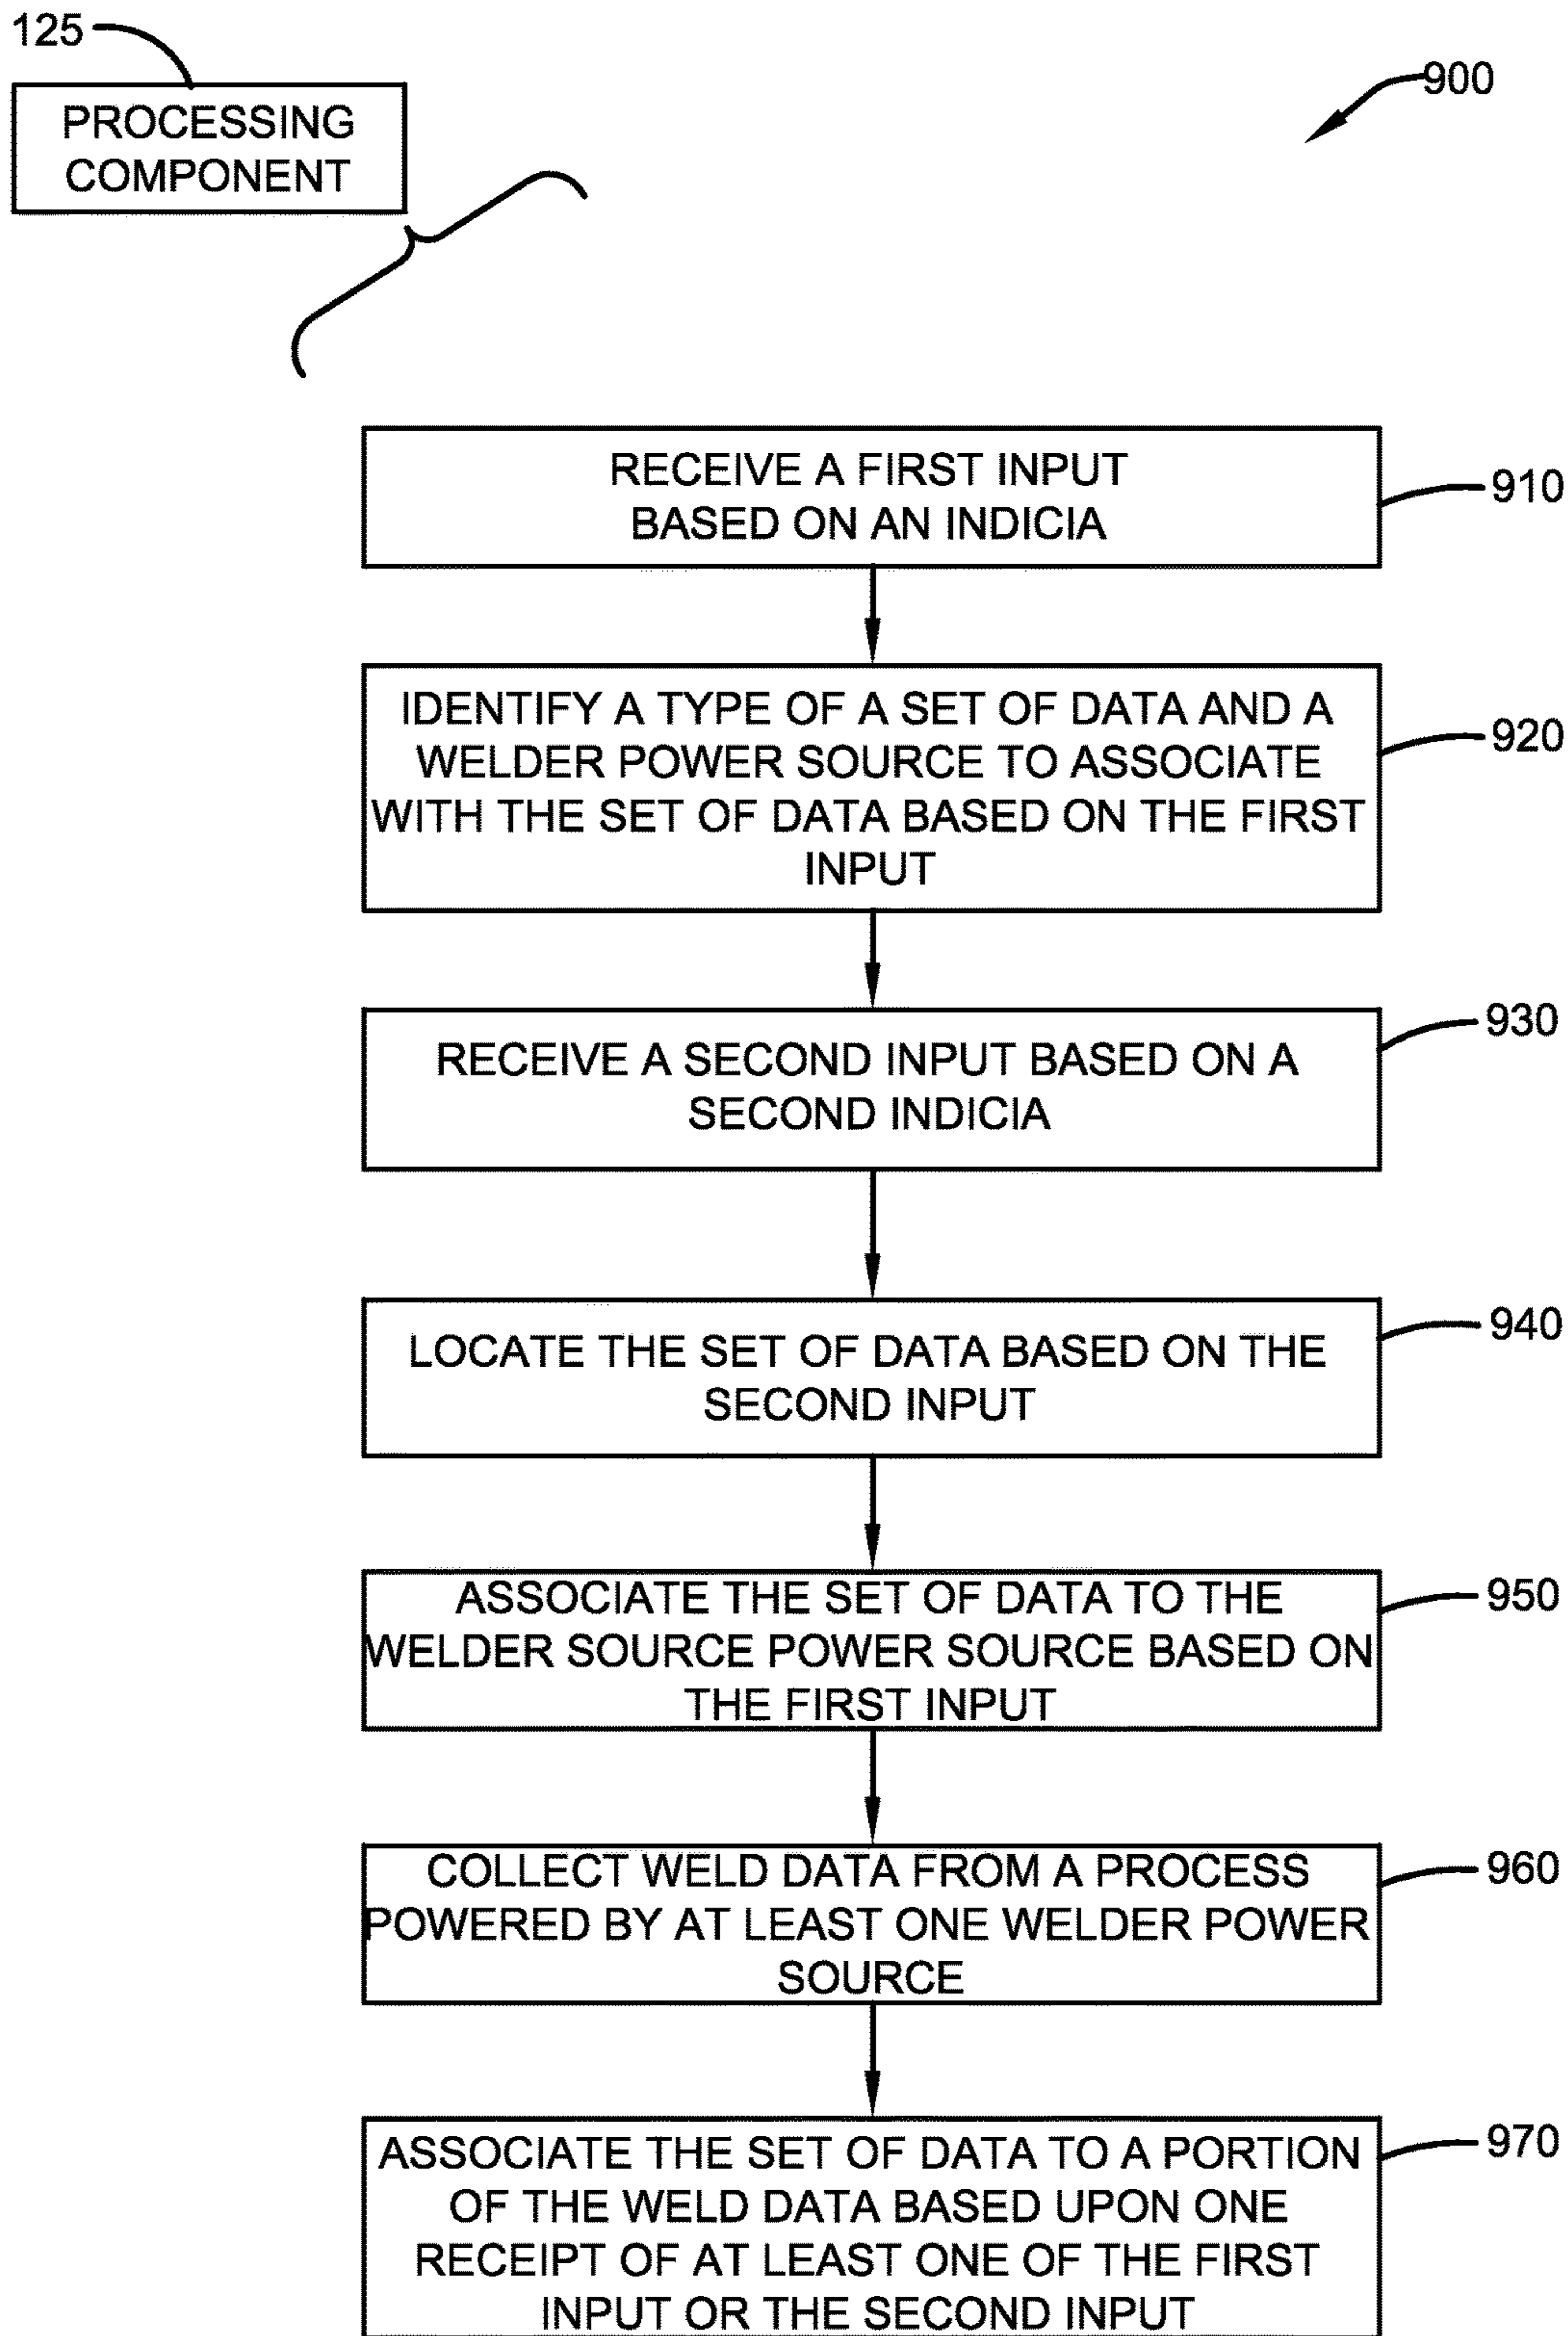 125
PROCESSING
COMPONENT
900
RECEIVE A FIRST INPUT
BASED ON AN INDICIA
910
IDENTIFY A TYPE OF A SET OF DATA AND A
WELDER POWER SOURCE TO ASSOCIATE
WITH THE SET OF DATA BASED ON THE FIRST
INPUT
920
RECEIVE A SECOND INPUT BASED ON A
SECOND INDICIA
930
LOCATE THE SET OF DATA BASED ON THE
SECOND INPUT
940
ASSOCIATE THE SET OF DATA TO THE
WELDER SOURCE POWER SOURCE BASED ON
THE FIRST INPUT
950
COLLECT WELD DATA FROM A PROCESS
POWERED BY AT LEAST ONE WELDER POWER
SOURCE
960
ASSOCIATE THE SET OF DATA TO A PORTION
OF THE WELD DATA BASED UPON ONE
RECEIPT OF AT LEAST ONE OF THE FIRST
INPUT OR THE SECOND INPUT
970